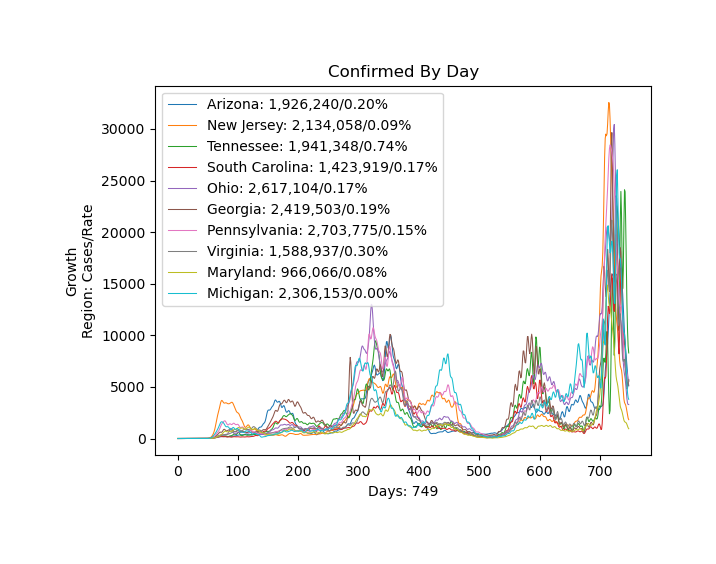 Confirmed By Day
Growth
Region: Cases/Rate
30000
25000
20000
15000
10000
5000
0
Arizona: 1,926,240/0.20%
New Jersey: 2,134,058/0.09%
Tennessee: 1,941,348/0.74%
South Carolina: 1,423,919/0.17%
Ohio: 2,617,104/0.17%
Georgia: 2,419,503/0.19%
Pennsylvania: 2,703,775/0.15%
Virginia: 1,588,937/0.30%
Maryland: 966,066/0.08%
Michigan: 2,306,153/0.00%
0 100 200 300 400 500 600 700
Days: 749